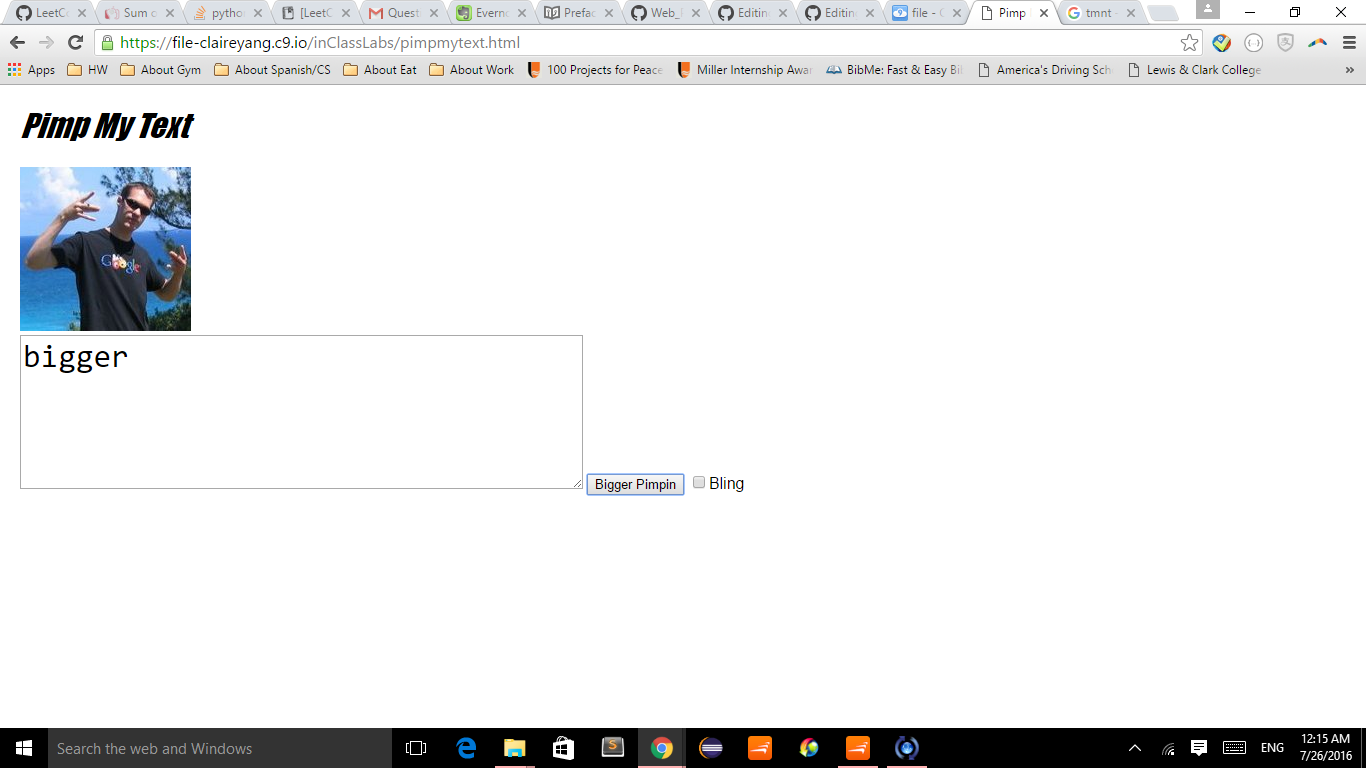 LeetC
Sum o
python
[LeetC
Quest
Everno
Prefac
Web_
Editin
Editin
file - C
Pimp
tmnt -
https://file-claireyang.c9.io/inClassLabs/pimpmytext.html
Apps
HW
About Gym
About Spanish/CS
About Eat
About Work
100 Projects for Peace
Miller Internship Awar
BibMe: Fast & Easy Bi
America's Driving Sch
Lewis & Clark College
»
Pimp My Text
Google
bigger
Bigger Pimpin
Bling
Search the web and Windows
ENG
12:15 AM
7/26/2016